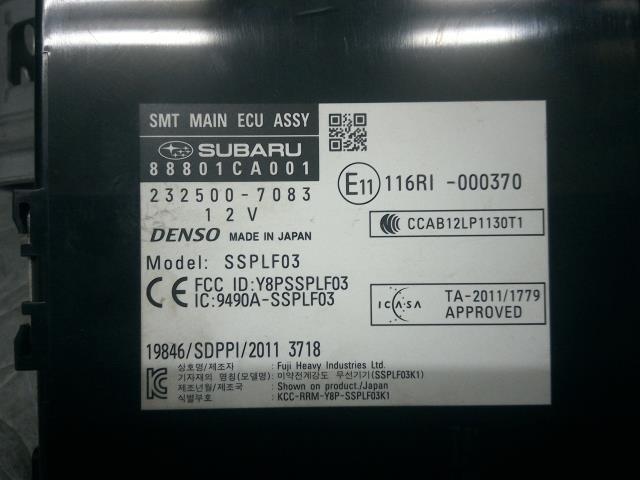 SMT MAIN ECU ASSY
SUBARU
88801CA001
232500-7083
12V
DENSO MADE IN JAPAN
Model: SSPLF03
CE FCC ID:Y8PSSPLF03
IC:9490A-SSPLF03
E11 116RI -000370
CCAB12LP1130T1
ICASA TA-2011/1779
APPROVED
19846/SDPPI/2011 3718
상호명/제조자 : Fuji Heavy Industries Ltd.
기자재의 명칭(모델명): 미약전계강도 무선기기(SSPLF03K1)
제조년월/제조국 : Shown on product./Japan
식별부호 : KCC-RRM-Y8P-SSPLF03K1